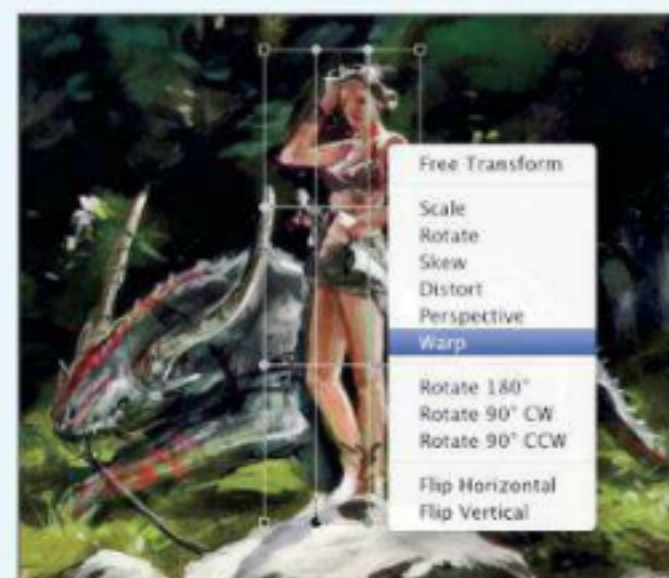 Free Transform
Scale
Rotate
Skew
Distort
Perspective
Warp
Rotate 180°
Rotate 90° CW
Rotate 90° CCW
Flip Horizontal
Flip Vertical